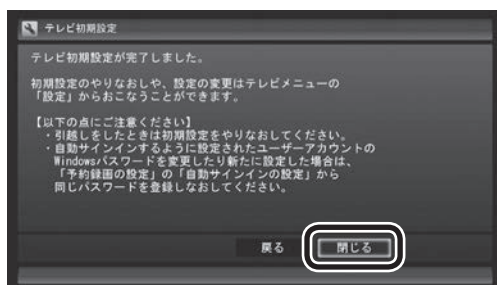 テレビ初期設定
テレビ初期設定が完了しました。
初期設定のやりなおしや、設定の変更はテレビメニューの
「設定」からおこなうことができます。
【以下の点にご注意ください】
・引越しをしたときは初期設定をやりなおしてください。
・自動サインインするように設定されたユーザーアカウントの
Windowsパスワードを変更したり新たに設定した場合は、
「予約録画の設定」の「自動サインインの設定」から
同じパスワードを登録しなおしてください。
戻る
閉じる